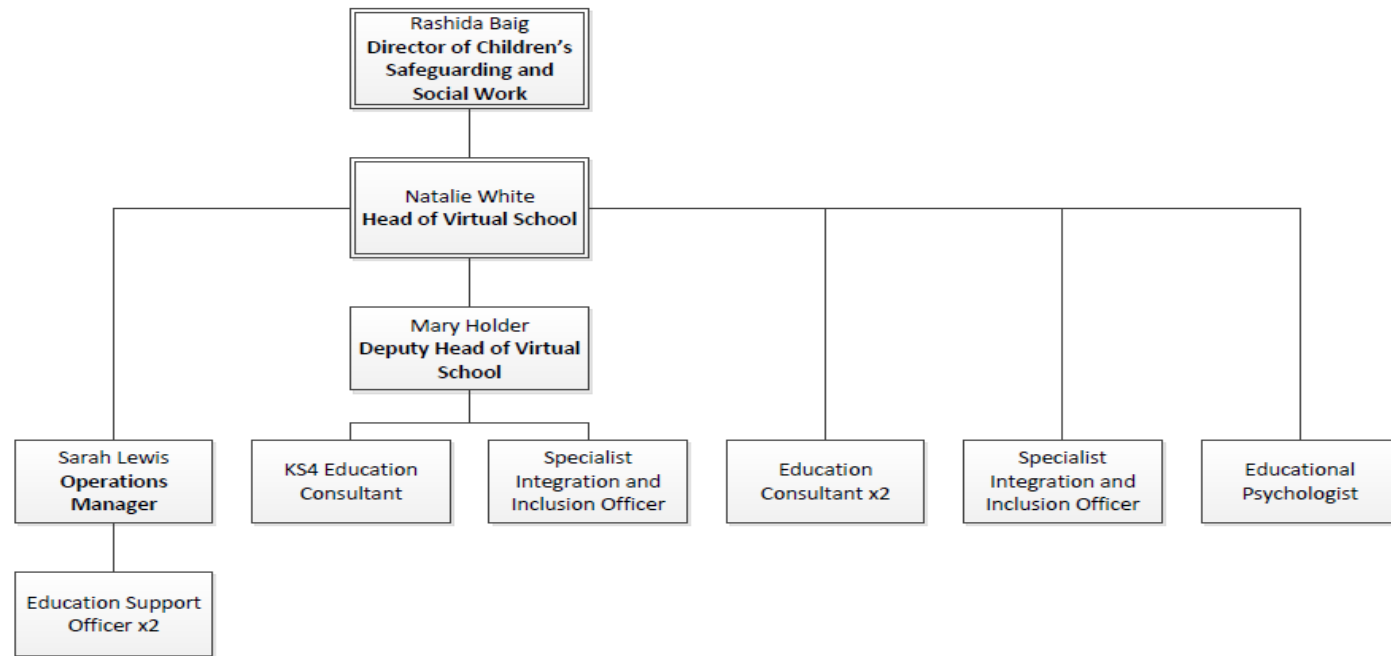 Rashida Baig
Director of Children’s
Safeguarding and
Social Work
Natalie White
Head of Virtual School
Mary Holder
Deputy Head of Virtual
School
Sarah Lewis
Operations
Manager
KS4 Education
Consultant
Specialist
Integration and
Inclusion Officer
Education
Consultant x2
Specialist
Integration and
Inclusion Officer
Educational
Psychologist
Education Support
Officer x2